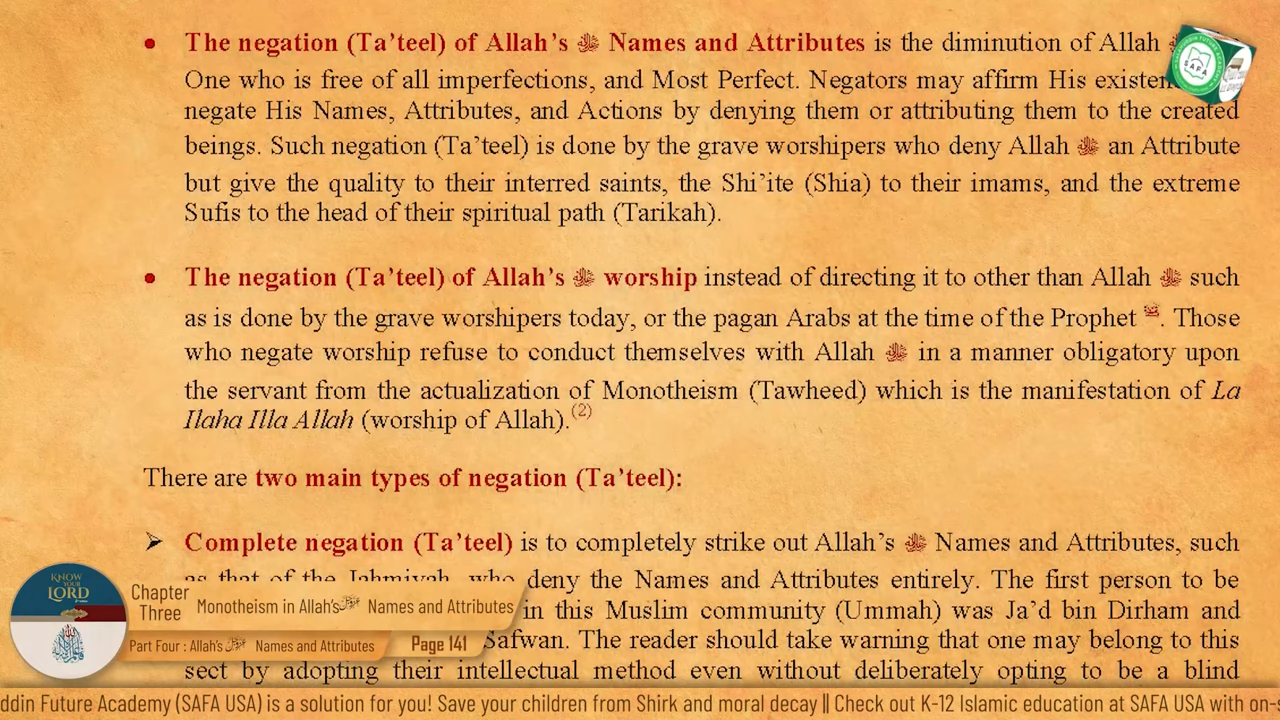 • The negation (Ta’teel) of Allah’s ﷻ Names and Attributes is the diminution of Allah
One who is free of all imperfections, and Most Perfect. Negators may affirm His
negate His Names, Attributes, and Actions by denying them or attributing them to the created
beings. Such negation (Ta’teel) is done by the grave worshipers who deny Allah ﷻ an Attribute
but give the quality to their interred saints, the Shi’ite (Shia) to their imams, and the extreme
Sufis to the head of their spiritual path (Tarikah).
• The negation (Ta’teel) of Allah’s ﷻ worship instead of directing it to other than Allah ﷻ such
as is done by the grave worshipers today, or the pagan Arabs at the time of the Prophet ﷺ. Those
who negate worship refuse to conduct themselves with Allah ﷻ in a manner obligatory upon
the servant from the actualization of Monotheism (Tawheed) which is the manifestation of La
Ilaha Illa Allah (worship of Allah).(2)
There are two main types of negation (Ta’teel):
➢ Complete negation (Ta’teel) is to completely strike out Allah’s ﷻ Names and Attributes, such
as that of the Jahmiyah, who deny the Names and Attributes entirely. The first person to be
in this Muslim community (Ummah) was Ja’d bin Dirham and
Safwan. The reader should take warning that one may belong to this
sect by adopting their intellectual method even without deliberately opting to be a blind
KNOW YOUR LORD
Chapter Three
Monotheism in Allah’s ﷻ Names and Attributes
Part Four : Allah’s ﷻ Names and Attributes
Page 141
SAFA
ddin Future Academy (SAFA USA) is a solution for you! Save your children from Shirk and moral decay || Check out K-12 Islamic education at SAFA USA with on-